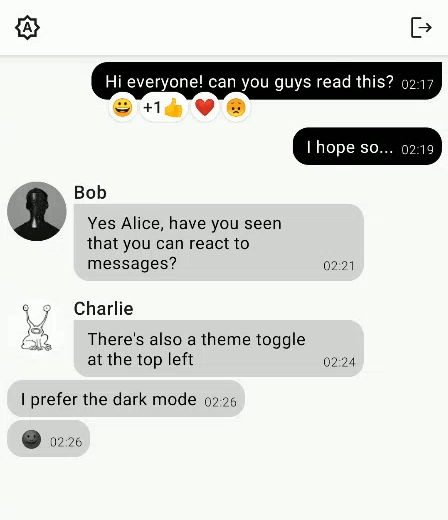 A
Hi everyone! can you guys read this? 02:17
😀 +1👍 ❤️ 😟
I hope so... 02:19
Bob
Yes Alice, have you seen
that you can react to
messages? 02:21
Charlie
There's also a theme toggle
at the top left 02:24
I prefer the dark mode 02:26
🌚 02:26